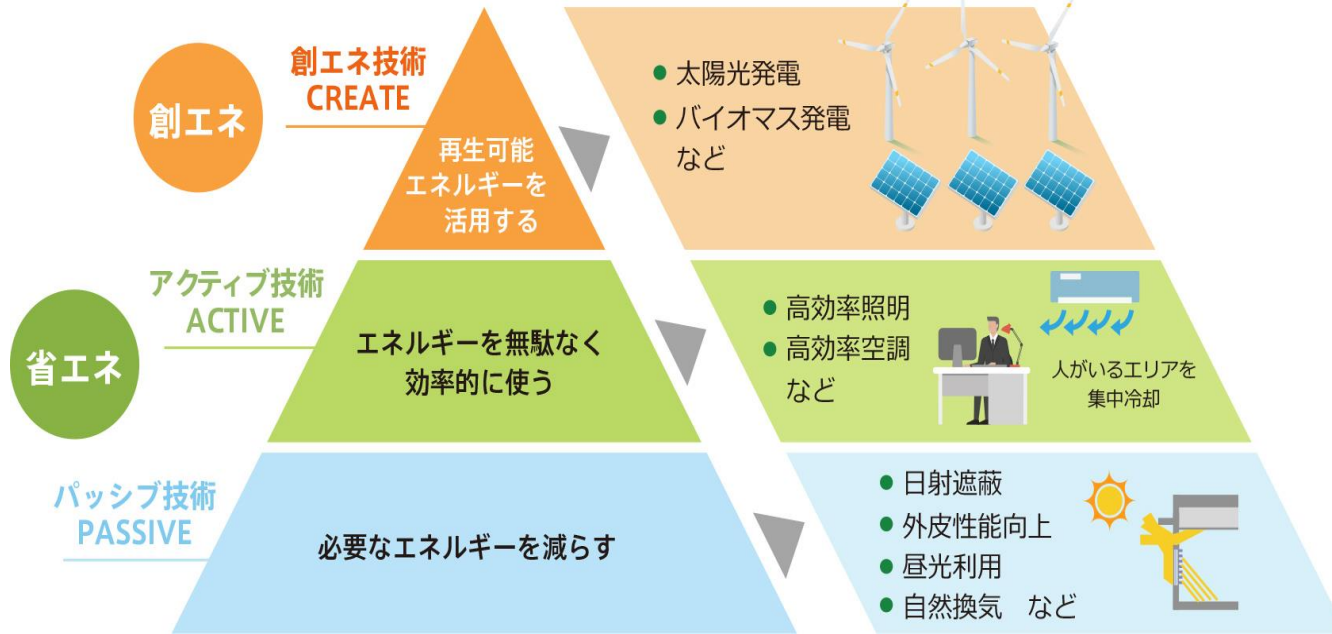 創エネ
創エネ技術
CREATE
再生可能
エネルギーを
活用する
● 太陽光発電
● バイオマス発電
など
省エネ
アクティブ技術
ACTIVE
エネルギーを無駄なく
効率的に使う
● 高効率照明
● 高効率空調
など
人がいるエリアを
集中冷却
パッシブ技術
PASSIVE
必要なエネルギーを減らす
● 日射遮蔽
● 外皮性能向上
● 昼光利用
● 自然換気　など